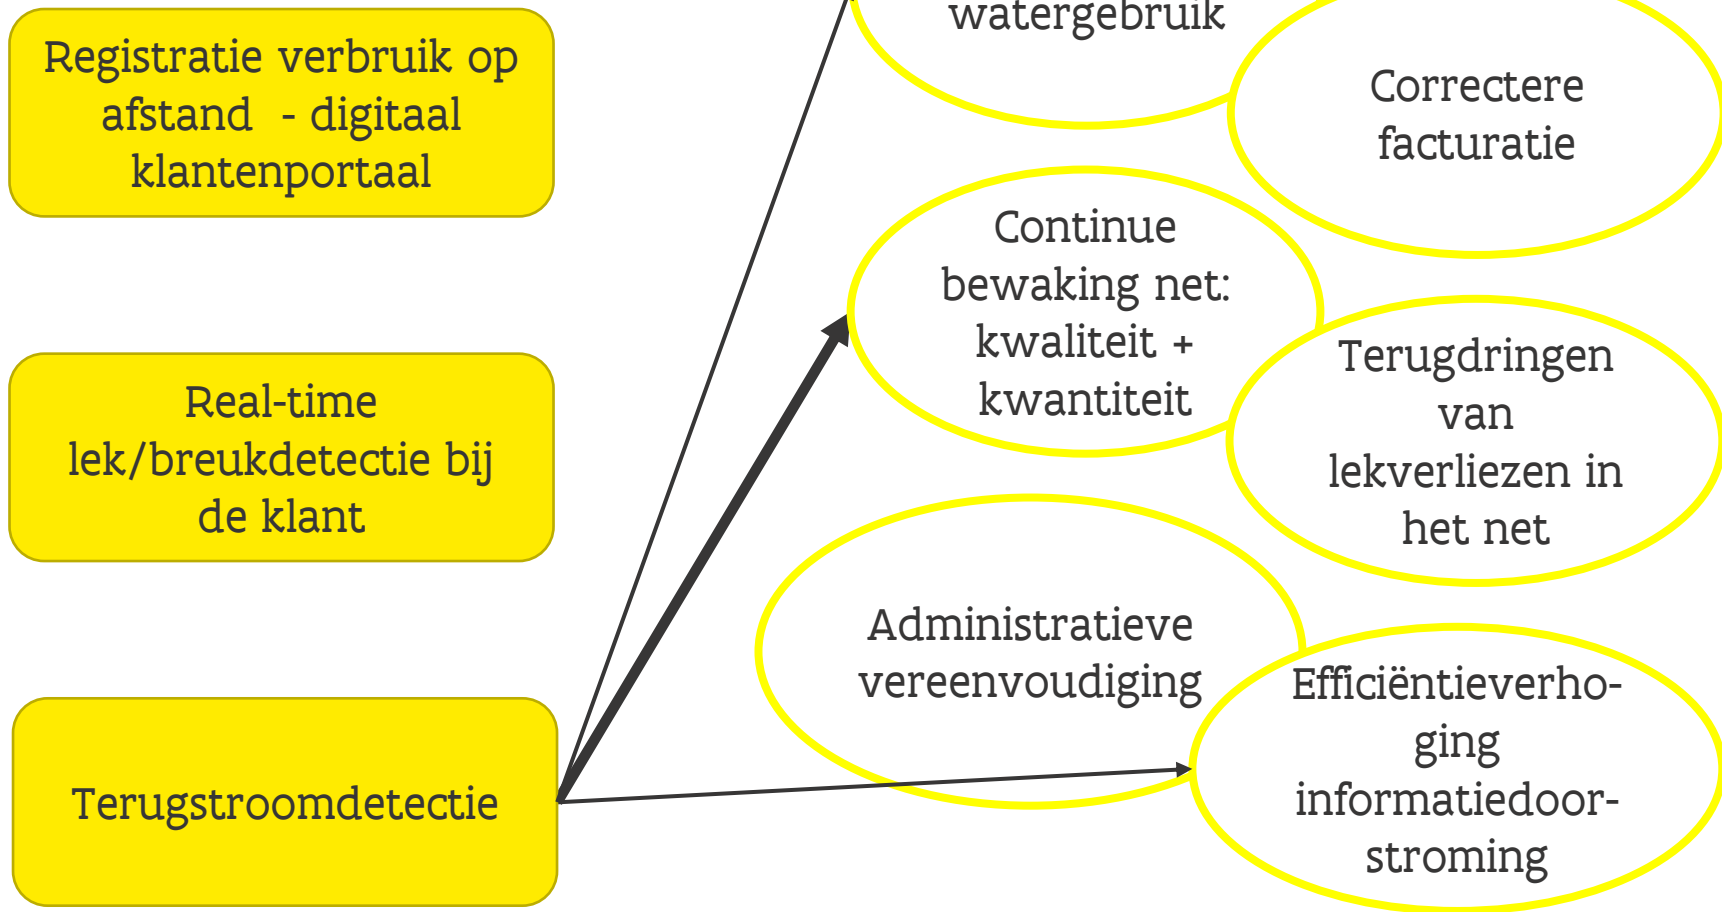 Registratie verbruik op
afstand - digitaal
klantenportaal
Real-time
lek/breukdetectie bij
de klant
Terugstroomdetectie
watergebruik
Correctere
facturatie
Continue
bewaking net:
kwaliteit +
kwantiteit
Terugdringen
van
lekverliezen in
het net
Administratieve
vereenvoudiging
Efficiëntieverho-
ging
informatiedoor-
stroming